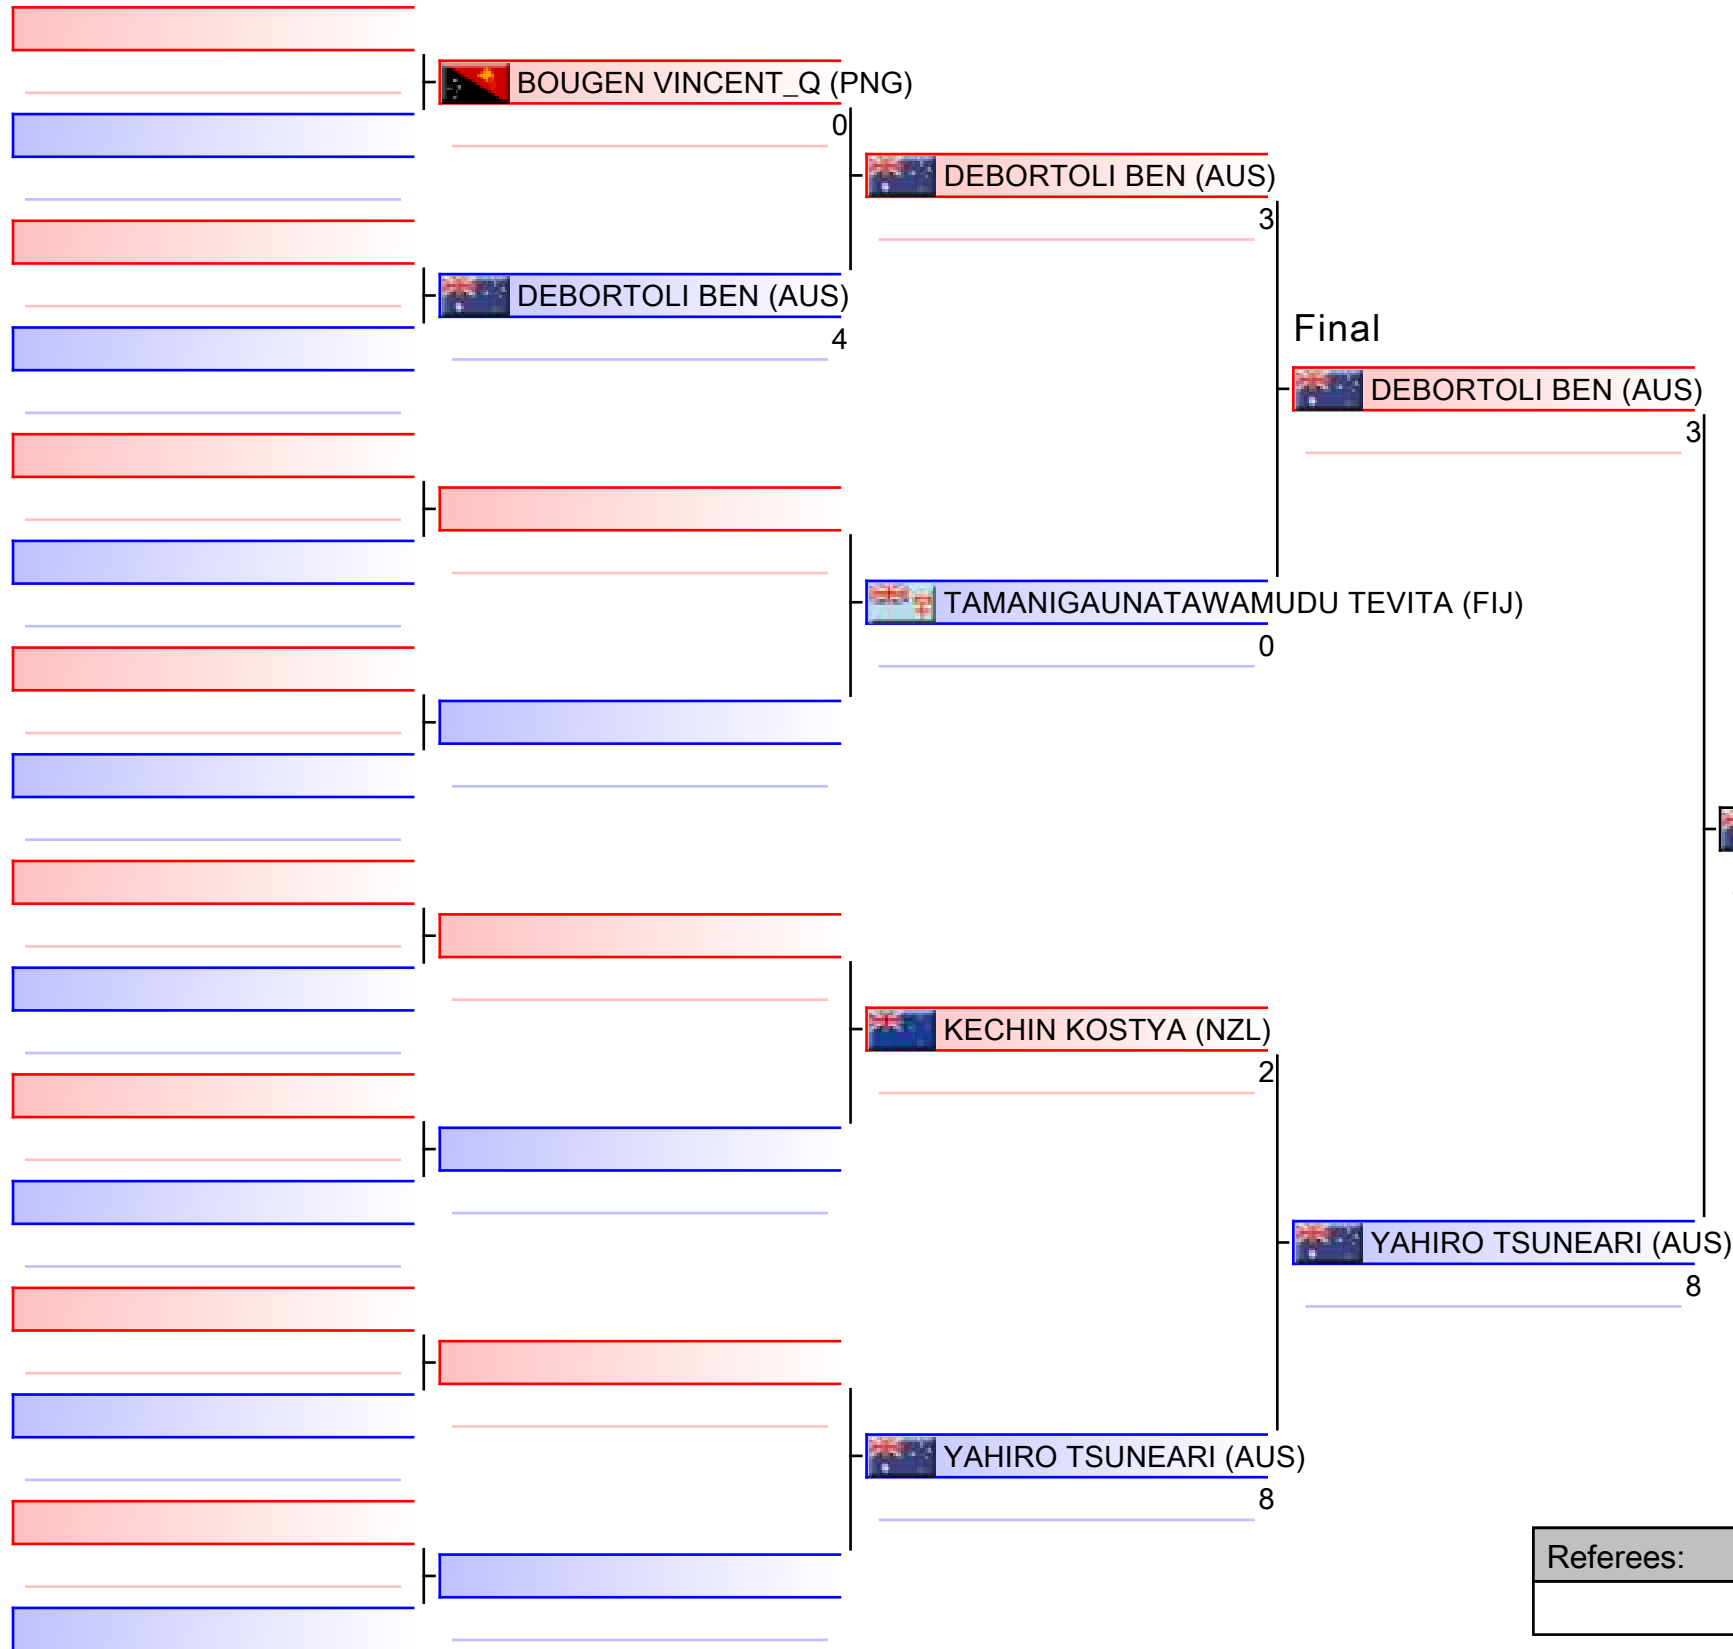 BOUGEN VINCENT_Q (PNG)
0
DEBORTOLI BEN (AUS)
3
DEBORTOLI BEN (AUS)
4
Final
DEBORTOLI BEN (AUS)
3
TAMANIGAUNATAWAMUDU TEVITA (FIJ)
0
KECHIN KOSTYA (NZL)
2
YAHIRO TSUNEARI (AUS)
8
YAHIRO TSUNEARI (AUS)
8
Referees: